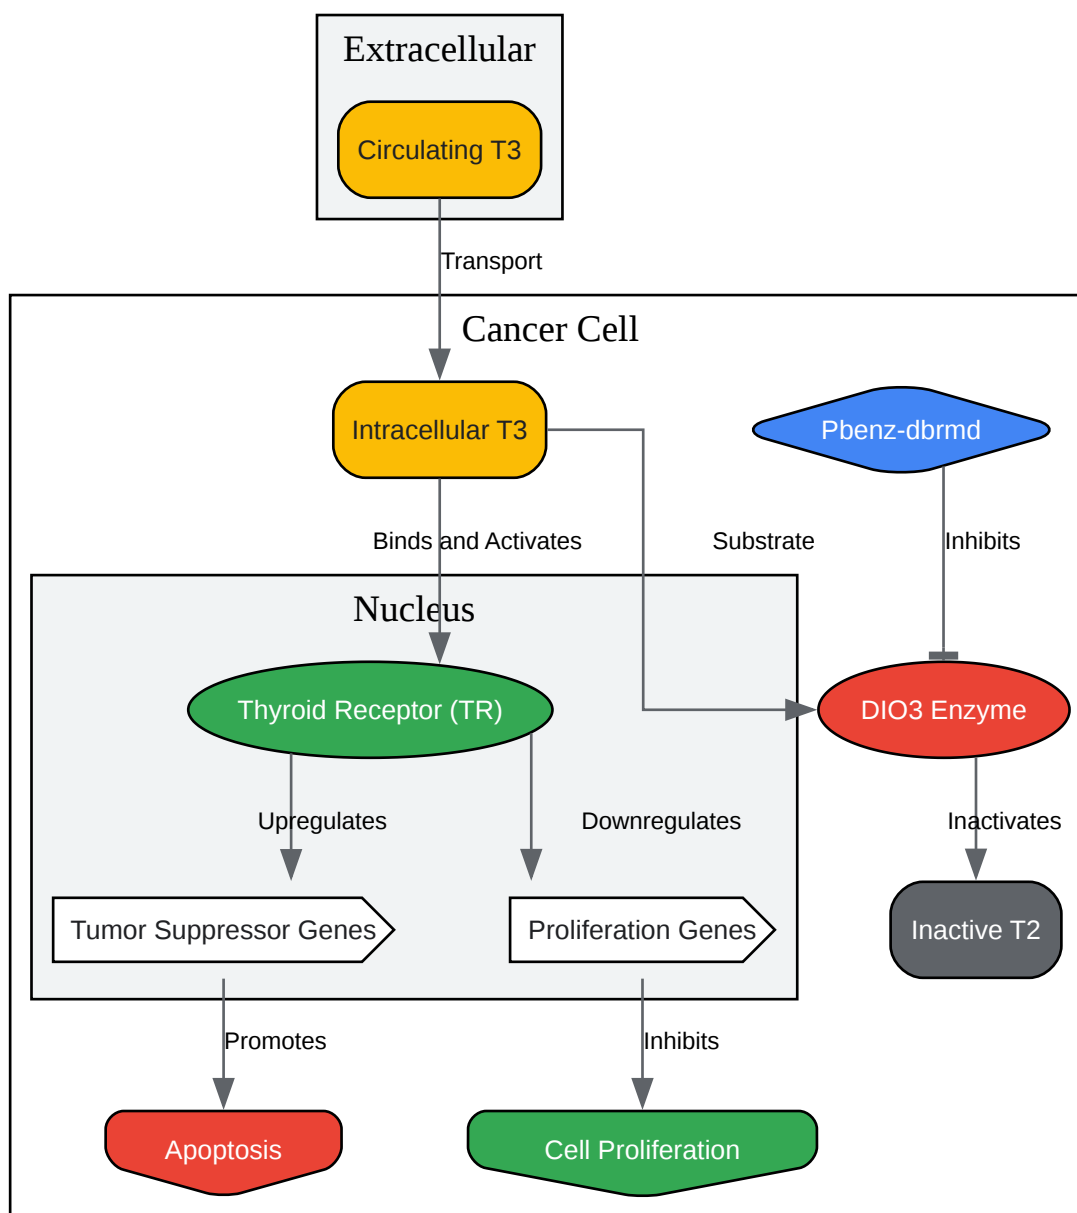 Extracellular
Circulating T3
Transport
Cancer Cell
Intracellular T3
Pbenz-dbrmd
Binds and Activates
Substrate
Inhibits
Nucleus
Thyroid Receptor (TR)
DIO3 Enzyme
Upregulates
Downregulates
Inactivates
Tumor Suppressor Genes
Proliferation Genes
Inactive T2
Promotes
Inhibits
Apoptosis
Cell Proliferation